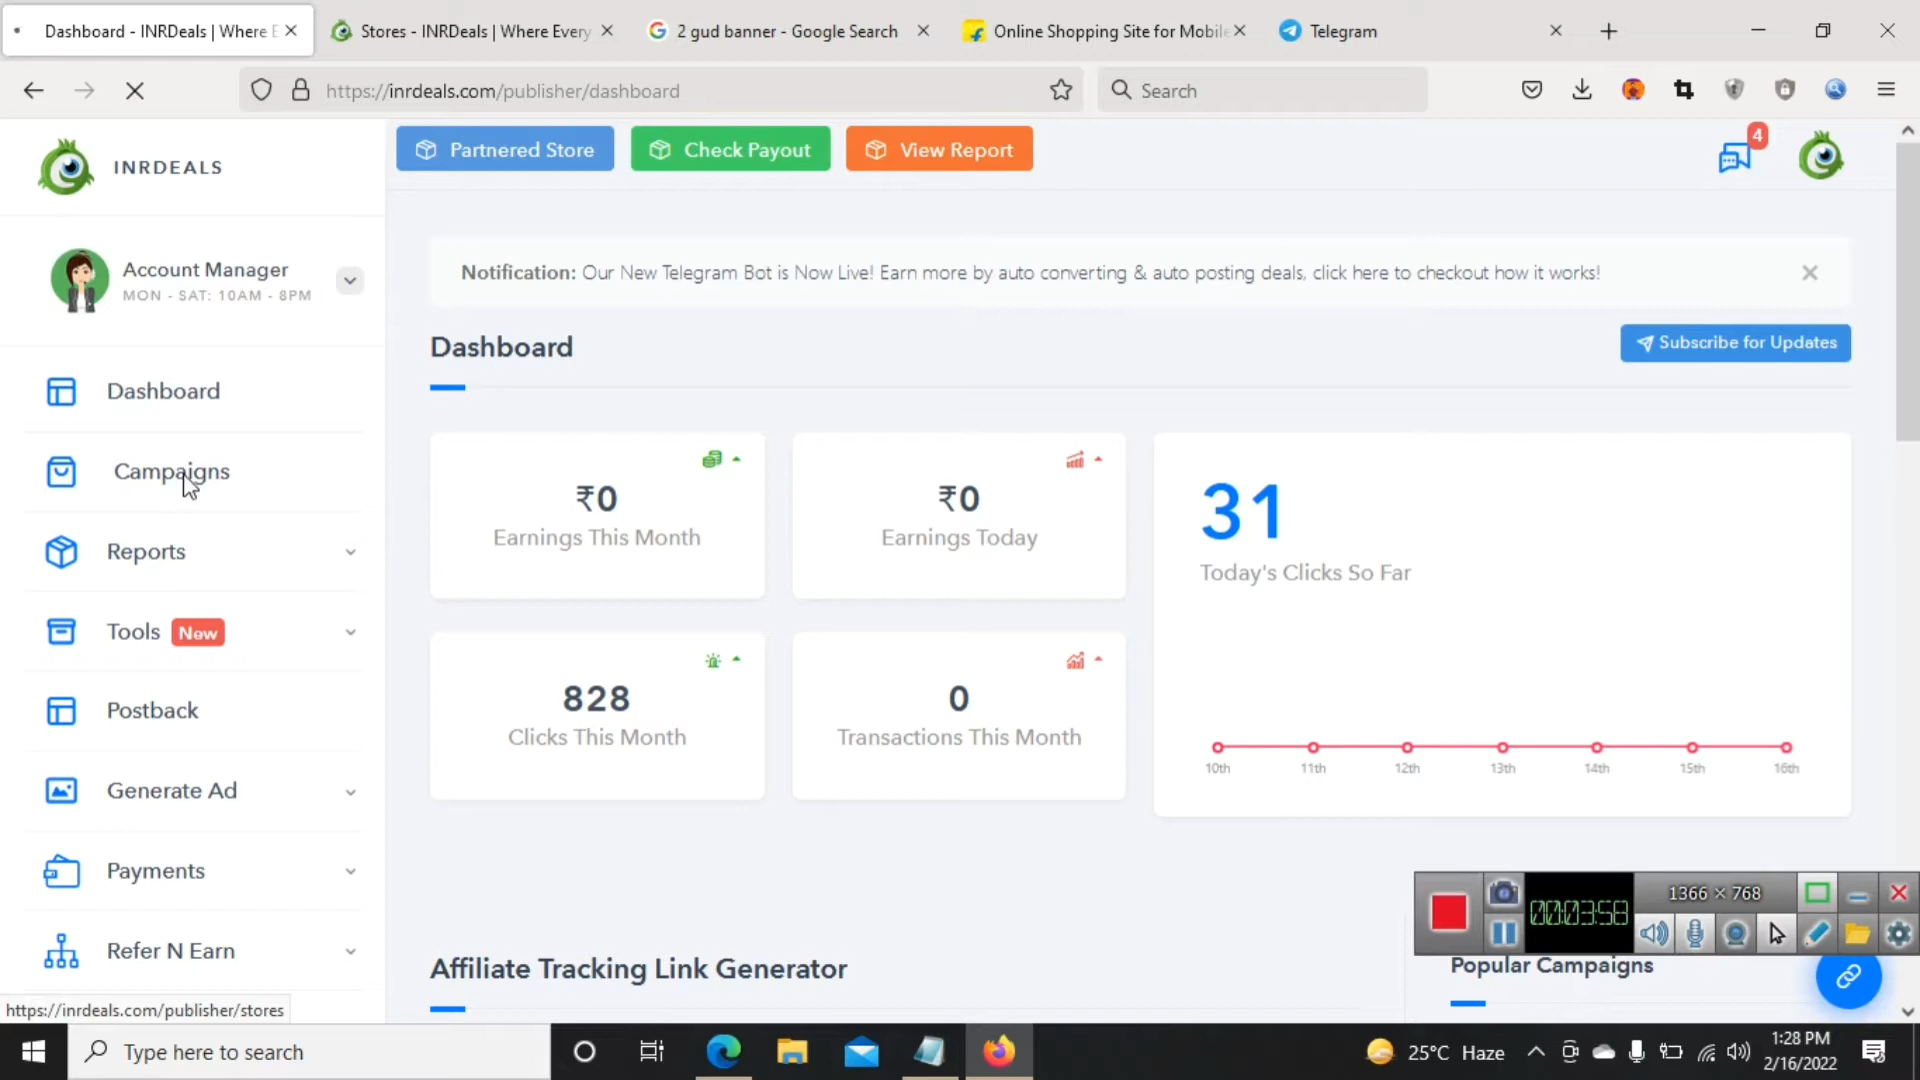 Dashboard - INRDeals | Where E
Stores - INRDeals | Where Every
2 gud banner - Google Search
Online Shopping Site for Mobile
Telegram
https://inrdeals.com/publisher/dashboard
Search
INRDEALS
Partnered Store
Check Payout
View Report
4
Account Manager
MON - SAT: 10AM - 8PM
Notification: Our New Telegram Bot is Now Live! Earn more by auto converting & auto posting deals, click here to checkout how it works!
Dashboard
Subscribe for Updates
Dashboard
Campaigns
Reports
Tools New
Postback
Generate Ad
Payments
Refer N Earn
₹0
Earnings This Month
₹0
Earnings Today
31
Today's Clicks So Far
828
Clicks This Month
0
Transactions This Month
10th 11th 12th 13th 14th 15th 16th
1366 × 768
00:03:58
Affiliate Tracking Link Generator
Popular Campaigns
https://inrdeals.com/publisher/stores
Type here to search
25°C Haze
1:28 PM
2/16/2022